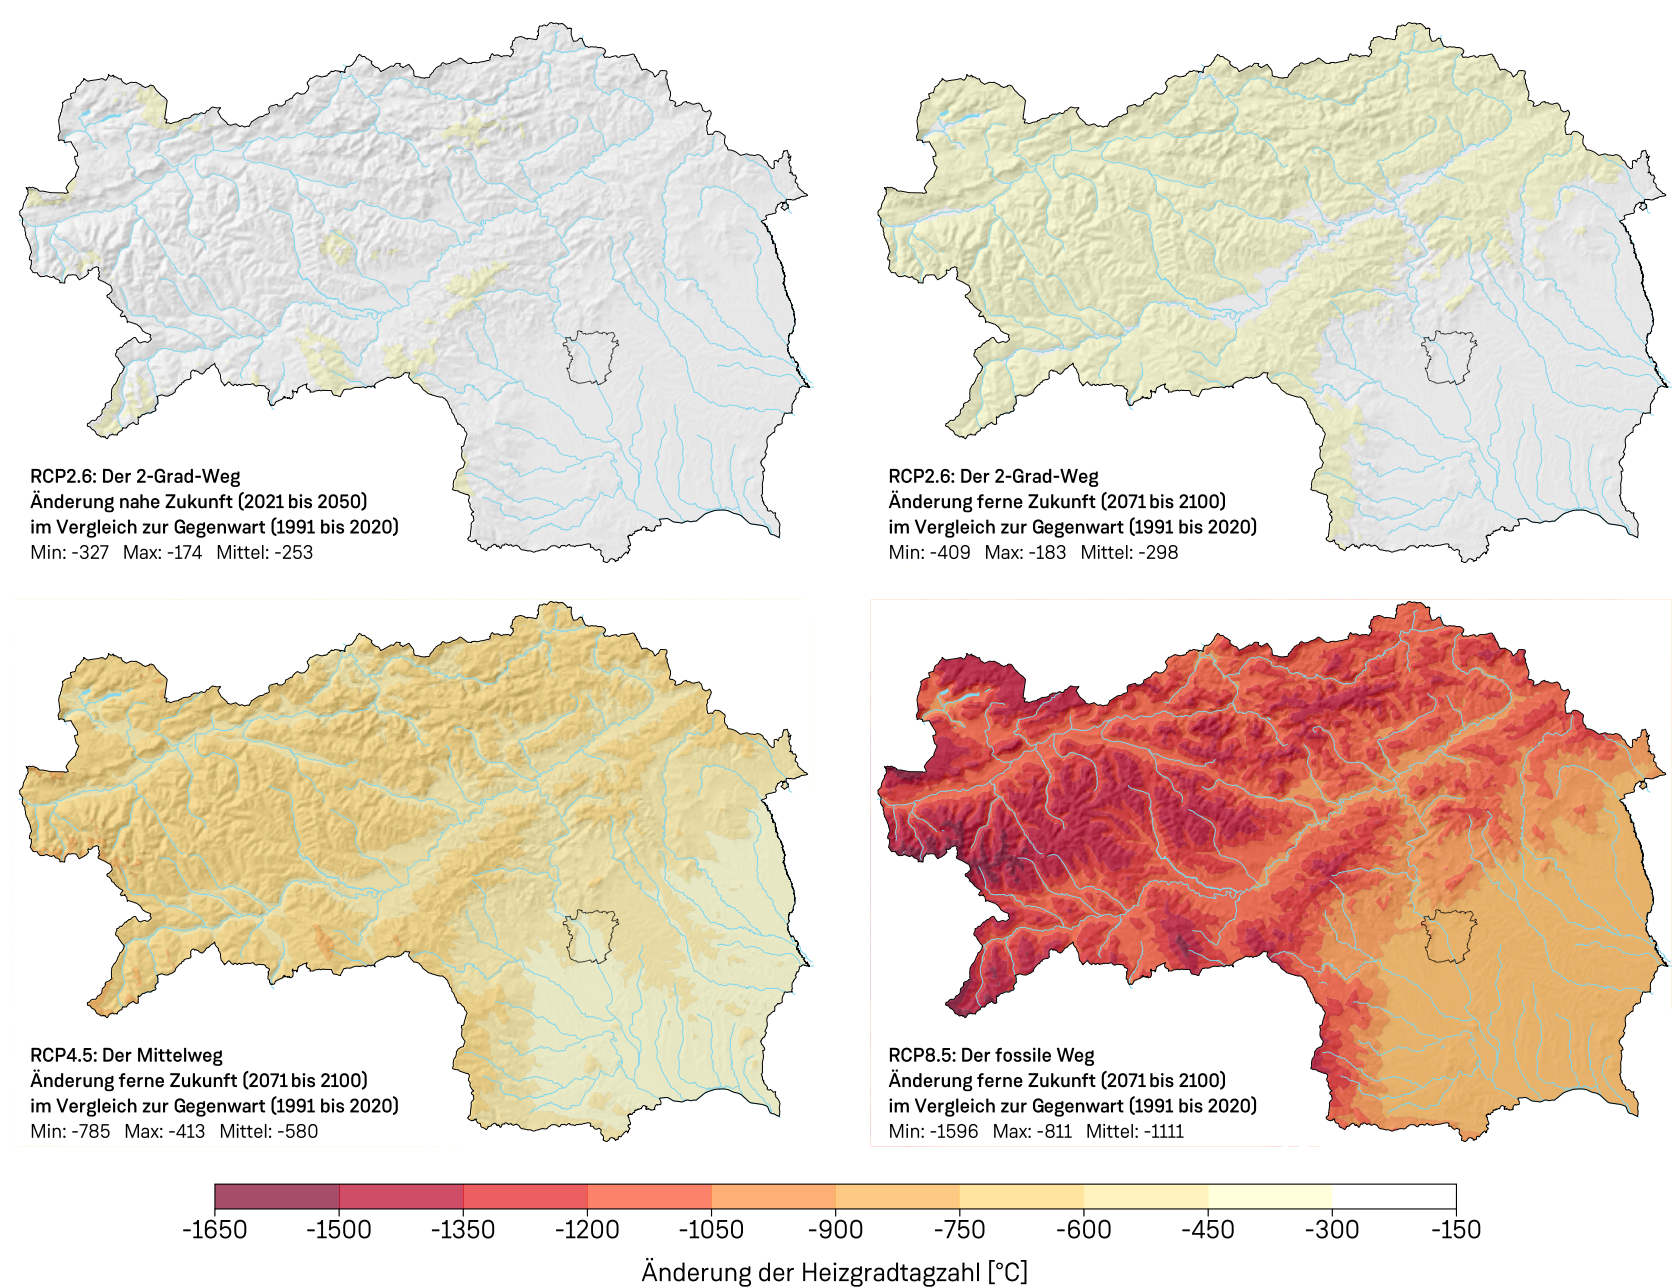 RCP2.6: Der 2-Grad-Weg
Änderung nahe Zukunft (2021 bis 2050)
im Vergleich zur Gegenwart (1991 bis 2020)
Min: -327 Max: -174 Mittel: -253
RCP2.6: Der 2-Grad-Weg
Änderung ferne Zukunft (2071 bis 2100)
im Vergleich zur Gegenwart (1991 bis 2020)
Min: -409 Max: -183 Mittel: -298
RCP4.5: Der Mittelweg
Änderung ferne Zukunft (2071 bis 2100)
im Vergleich zur Gegenwart (1991 bis 2020)
Min: -785 Max: -413 Mittel: -580
RCP8.5: Der fossile Weg
Änderung ferne Zukunft (2071 bis 2100)
im Vergleich zur Gegenwart (1991 bis 2020)
Min: -1596 Max: -811 Mittel: -1111
-1650 -1500 -1350 -1200 -1050 -900 -750 -600 -450 -300 -150
Änderung der Heizgradtagzahl [°C]